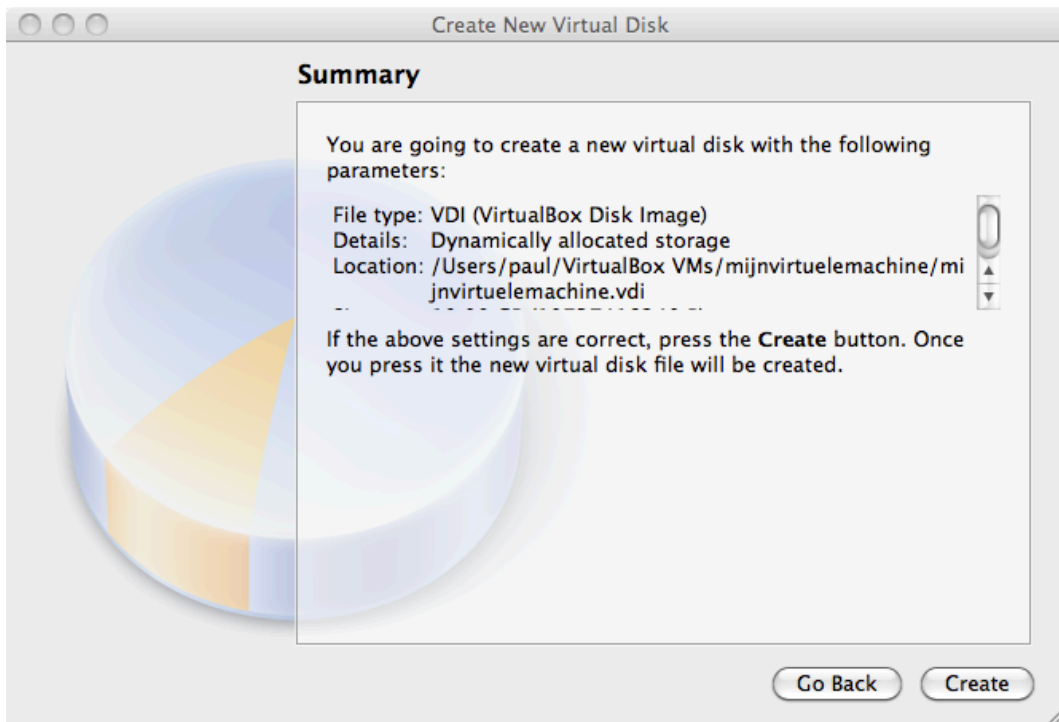 Create New Virtual Disk
Summary
You are going to create a new virtual disk with the following
parameters:
File type: VDI (VirtualBox Disk Image)
Details: Dynamically allocated storage
Location: /Users/paul/VirtualBox VMs/mijnvirtuelemachine/mi
jnvirtuelemachine.vdi
If the above settings are correct, press the Create button. Once
you press it the new virtual disk file will be created.
Go Back
Create